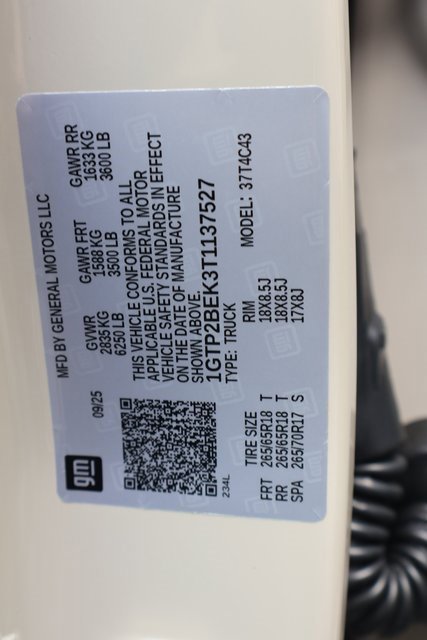 gm
MFD BY GENERAL MOTORS LLC
09/25
GVWR GAWR FRT GAWR RR
2835 KG 1588 KG 1633 KG
6250 LB 3500 LB 3600 LB
THIS VEHICLE CONFORMS TO ALL
APPLICABLE U.S. FEDERAL MOTOR
VEHICLE SAFETY STANDARDS IN EFFECT
ON THE DATE OF MANUFACTURE
SHOWN ABOVE.
1GTP2BEK3T1137527
TYPE: TRUCK MODEL: 37T4C43
234L
TIRE SIZE RIM
FRT 265/65R18 T 18X8.5J
RR 265/65R18 T 18X8.5J
SPA 265/70R17 S 17X8J